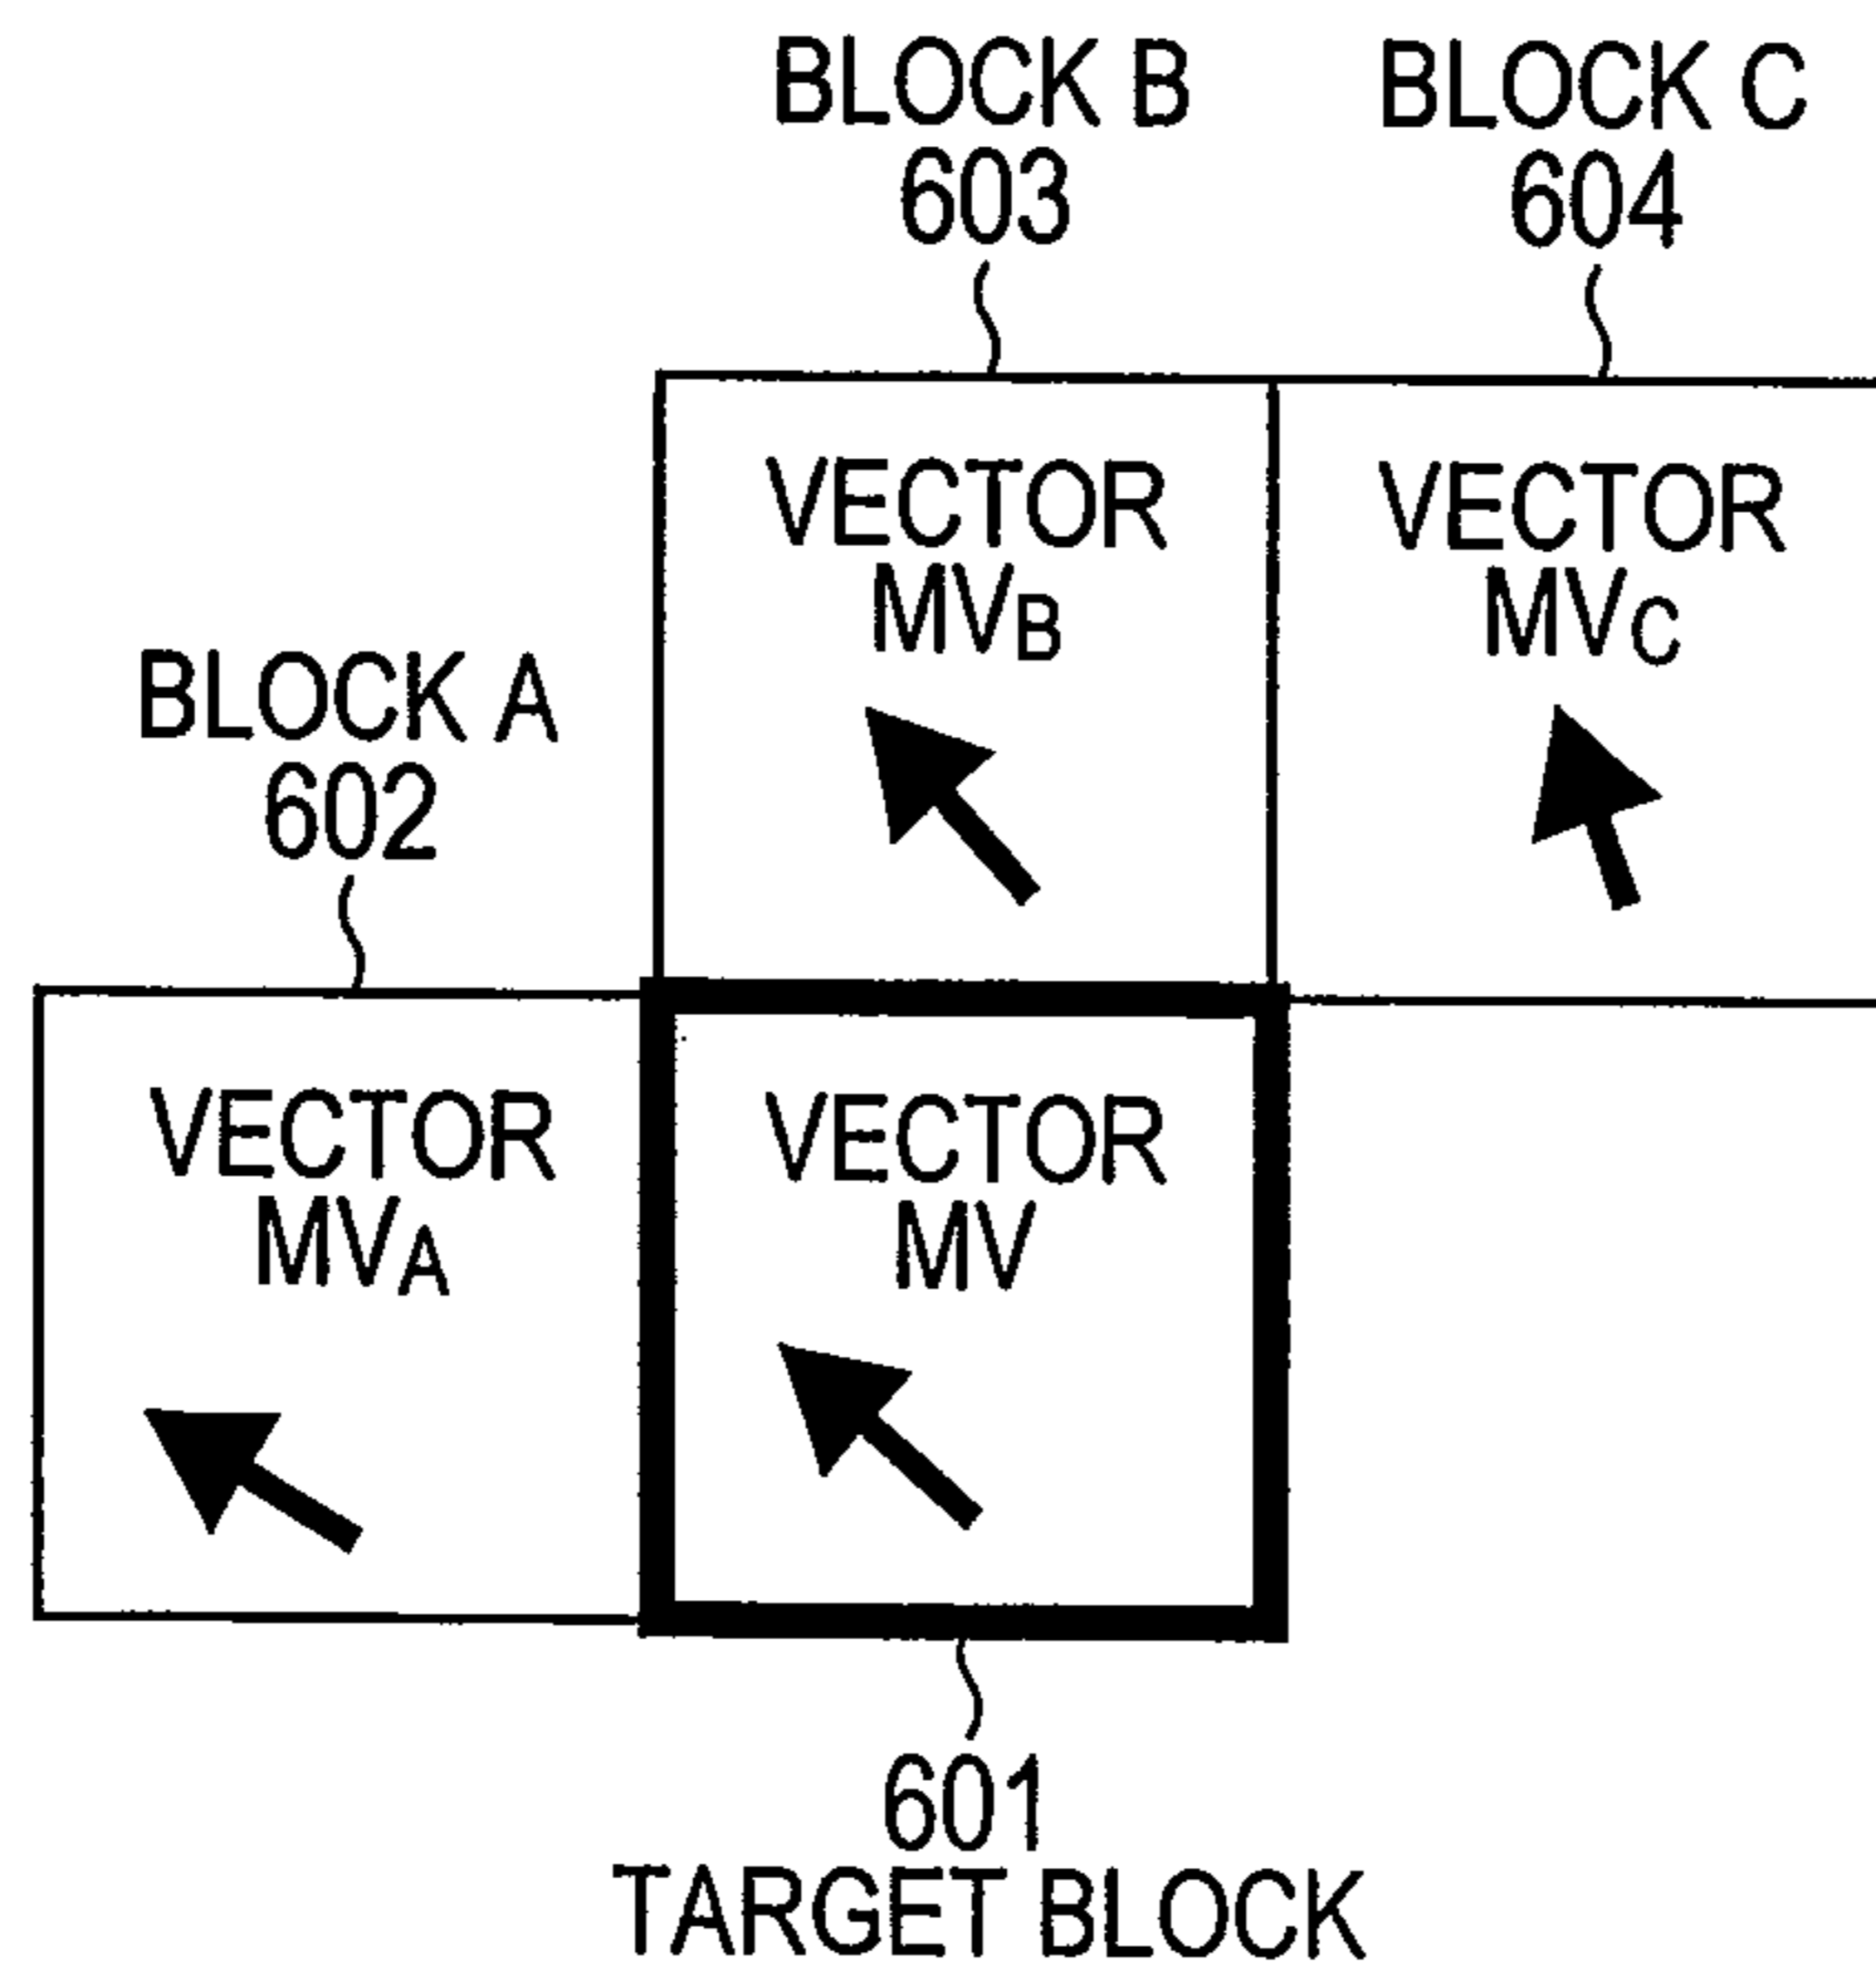 BLOCK B
603
BLOCK C
604
VECTOR
MVB
VECTOR
MVC
BLOCK A
602
VECTOR
MVA
VECTOR
MV
601
TARGET BLOCK